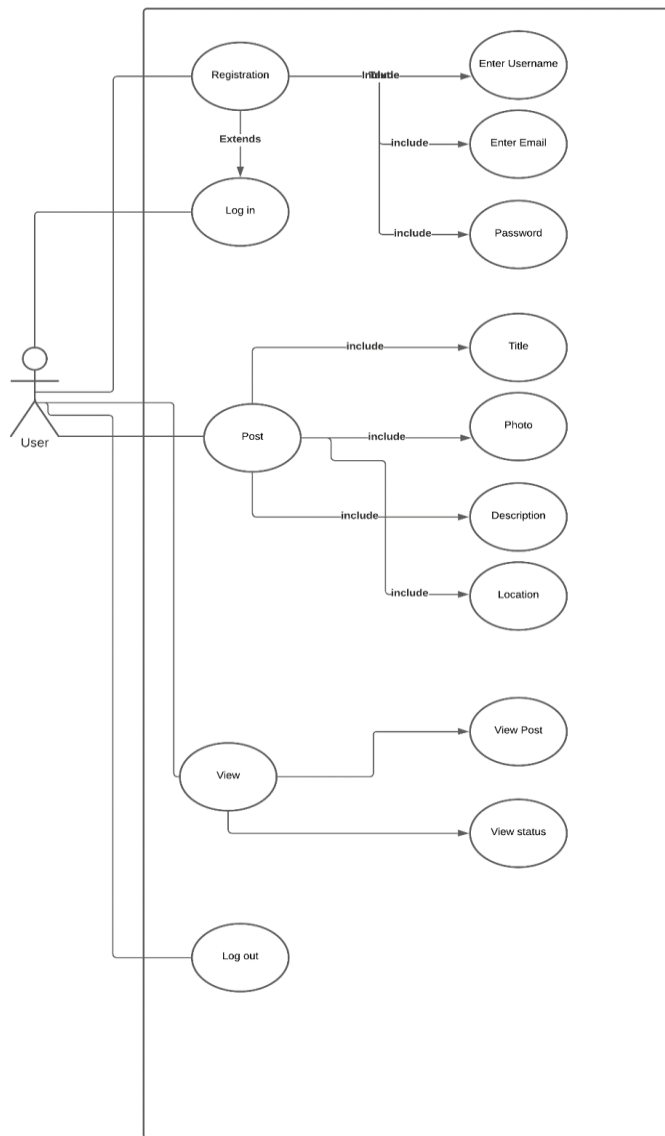 Enter Username
Registration
Enter Email
include
Extends
Log in
include
Password
include
Title
include
Photo
User
Post
include
Description
include
Location
include
View Post
View
View status
Log out